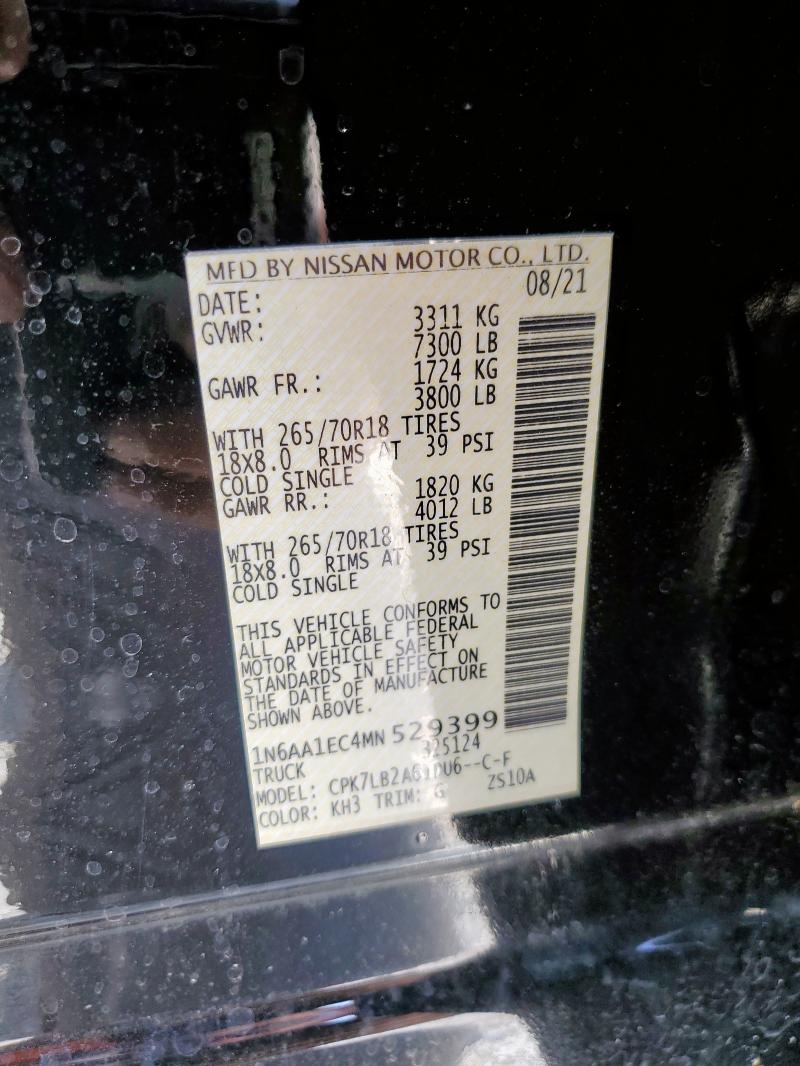 MFD BY NISSAN MOTOR CO., LTD.
DATE: 08/21
GVWR: 3311 KG
7300 LB
GAWR FR.: 1724 KG
3800 LB
WITH 265/70R18 TIRES
18X8.0 RIMS AT 39 PSI
COLD SINGLE
GAWR RR.: 1820 KG
4012 LB
WITH 265/70R18 TIRES
18X8.0 RIMS AT 39 PSI
COLD SINGLE
THIS VEHICLE CONFORMS TO
ALL APPLICABLE FEDERAL
MOTOR VEHICLE SAFETY
STANDARDS IN EFFECT ON
THE DATE OF MANUFACTURE
SHOWN ABOVE.
1N6AA1EC4MN 529399
TRUCK 325124
MODEL: 
COLOR: KH3 TRIM: G ZS10A